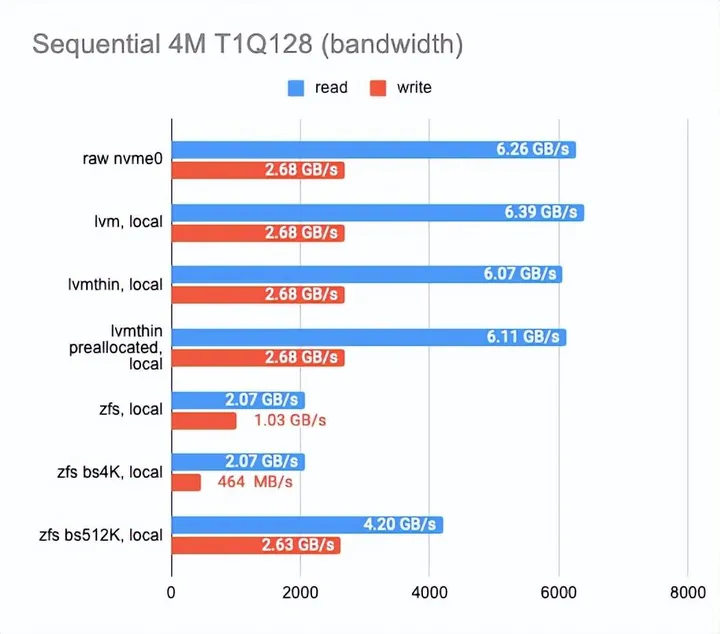 Sequential 4M T1Q128 (bandwidth)
read
write
raw nvme0
6.26 GB/s
2.68 GB/s
lvm, local
6.39 GB/s
2.68 GB/s
lvmthin, local
6.07 GB/s
2.68 GB/s
lvmthin
preallocated,
local
6.11 GB/s
2.68 GB/s
zfs, local
2.07 GB/s
1.03 GB/s
zfs bs4K, local
2.07 GB/s
464 MB/s
zfs bs512K, local
4.20 GB/s
2.63 GB/s
0
2000
4000
6000
8000